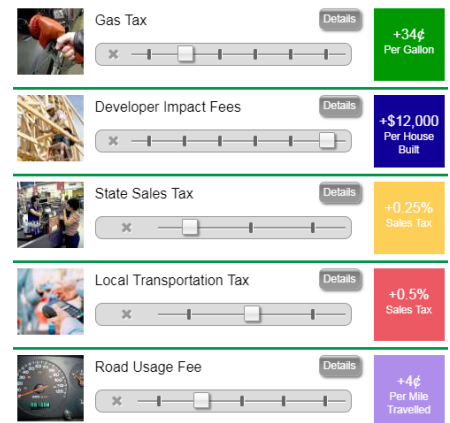 Gas Tax
Details
+34¢
Per Gallon
Developer Impact Fees
Details
+$12,000
Per House
Built
State Sales Tax
Details
+0.25%
Sales Tax
Local Transportation Tax
Details
+0.5%
Sales Tax
Road Usage Fee
Details
+4¢
Per Mile
Travelled